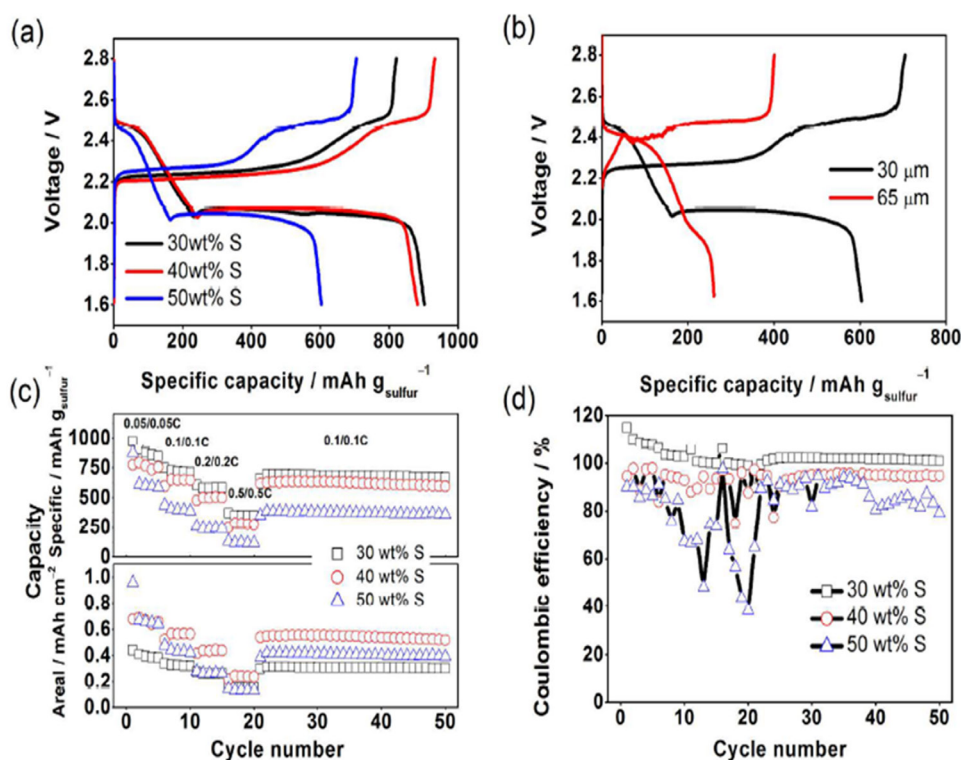 (a)
2.8
2.6
2.4
2.2
2.0
1.8
1.6
Voltage / V
30wt% S
40wt% S
50wt% S
0 200 400 600 800 1000
Specific capacity / mAh g_sulfur^−1
(b)
2.8
2.6
2.4
2.2
2.0
1.8
1.6
Voltage / V
30 μm
65 μm
0 200 400 600 800
Specific capacity / mAh g_sulfur^−1
(c)
Capacity
Areal / mAh cm^−2 Specific / mAh g_sulfur^−1
1000
750
500
250
0
0.05/0.05C
0.1/0.1C
0.2/0.2C
0.5/0.5C
0.1/0.1C
1.0
0.8
0.6
0.4
0.2
0.0
30 wt% S
40 wt% S
50 wt% S
0 10 20 30 40 50
Cycle number
(d)
Coulombic efficiency / %
120
100
80
60
40
20
0
30 wt% S
40 wt% S
50 wt% S
0 10 20 30 40 50
Cycle number